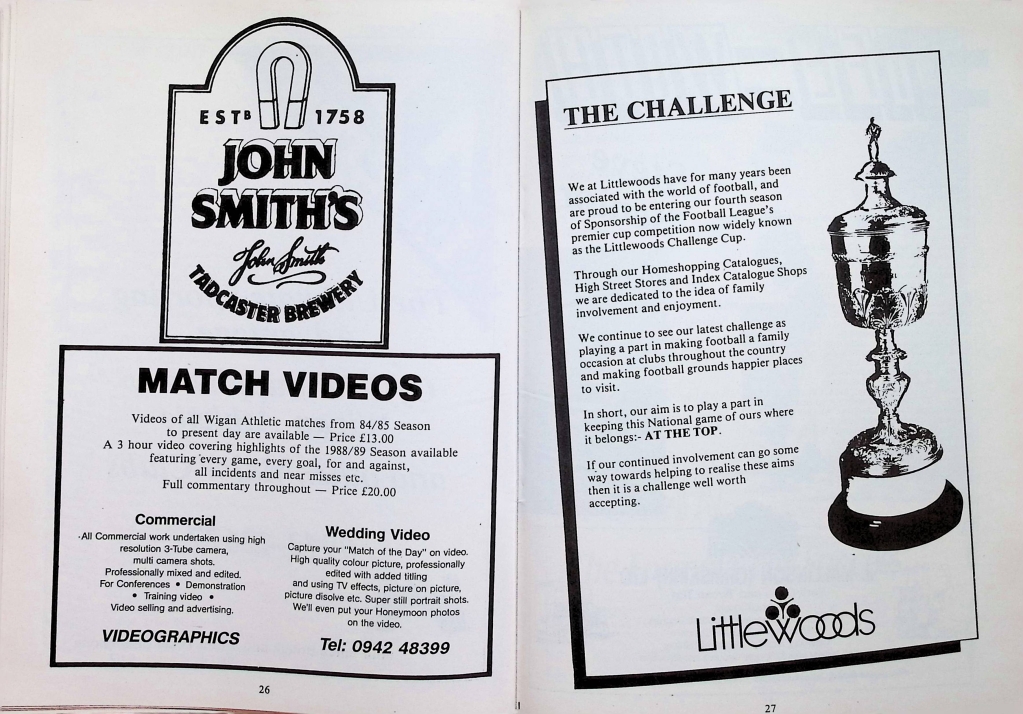 ESTB 1758
JOHN
SMITH'S
John Smith
TADCASTER BREWERY
MATCH VIDEOS
Videos of all Wigan Athletic matches from 84/85 Season
to present day are available — Price £13.00
A 3 hour video covering highlights of the 1988/89 Season available
featuring every game, every goal, for and against,
all incidents and near misses etc.
Full commentary throughout — Price £20.00
Commercial
All Commercial work undertaken using high
resolution 3-Tube camera,
multi camera shots.
Professionally mixed and edited.
For Conferences • Demonstration
• Training video •
Video selling and advertising.
VIDEOGRAPHICS
Wedding Video
Capture your "Match of the Day" on video.
High quality colour picture, professionally
edited with added titling
and using TV effects, picture on picture,
picture disolve etc. Super still portrait shots.
We'll even put your Honeymoon photos
on the video.
Tel: 0942 48399
26
THE CHALLENGE
We at Littlewoods have for many years been
associated with the world of football, and
are proud to be entering our fourth season
of Sponsorship of the Football League's
premier cup competition now widely known
as the Littlewoods Challenge Cup.
Through our Homeshopping Catalogues,
High Street Stores and Index Catalogue Shops
we are dedicated to the idea of family
involvement and enjoyment.
We continue to see our latest challenge as
playing a part in making football a family
occasion at clubs throughout the country
and making football grounds happier places
to visit.
In short, our aim is to play a part in
keeping this National game of ours where
it belongs:- AT THE TOP.
If our continued involvement can go some
way towards helping to realise these aims
then it is a challenge well worth
accepting.
Littlewoods
27